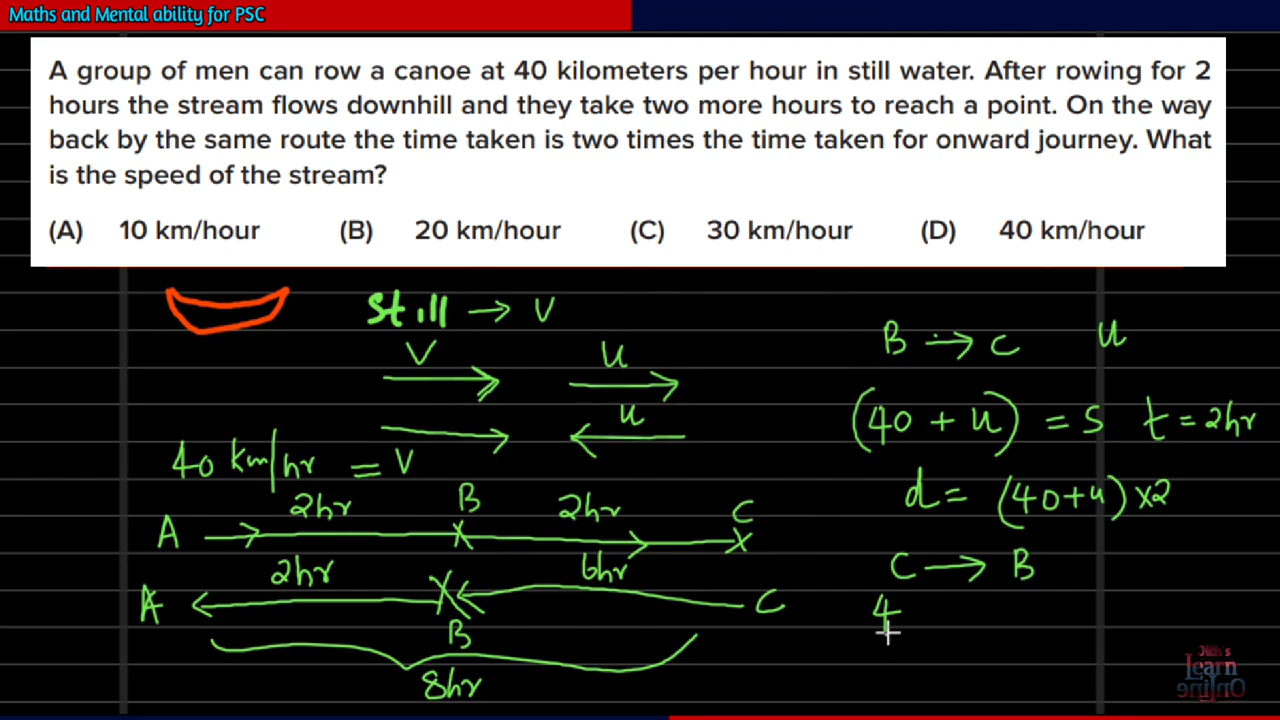 Maths and Mental ability for PSC
A group of men can row a canoe at 40 kilometers per hour in still water. After rowing for 2
hours the stream flows downhill and they take two more hours to reach a point. On the way
back by the same route the time taken is two times the time taken for onward journey. What
is the speed of the stream?
(A) 10 km/hour (B) 20 km/hour (C) 30 km/hour (D) 40 km/hour
Still → V
V u
u
40 km/hr = V
2hr B 2hr C
A
2hr 6hr
A C
B
8hr
B → C u
(40 + u) = S t = 2hr
d = (40+u) x2
C → B
4
Jith's
Learn
Online